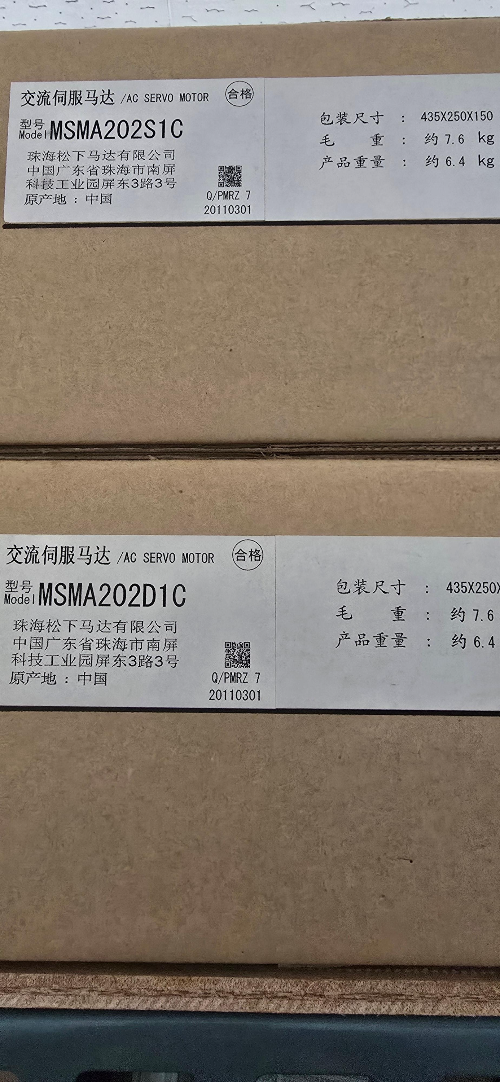 交流伺服马达 /AC SERVO MOTOR 合格
型号 Model MSMA202S1C
珠海松下马达有限公司
中国广东省珠海市南屏
科技工业园屏东3路3号
原产地：中国
Q/PMRZ 7
20110301
包装尺寸 : 435X250X150
毛 重 : 约 7.6 kg
产品重量 : 约 6.4 kg
交流伺服马达 /AC SERVO MOTOR 合格
型号 Model MSMA202D1C
珠海松下马达有限公司
中国广东省珠海市南屏
科技工业园屏东3路3号
原产地：中国
Q/PMRZ 7
20110301
包装尺寸 : 435X250X
毛 重 : 约 7.6
产品重量 : 约 6.4